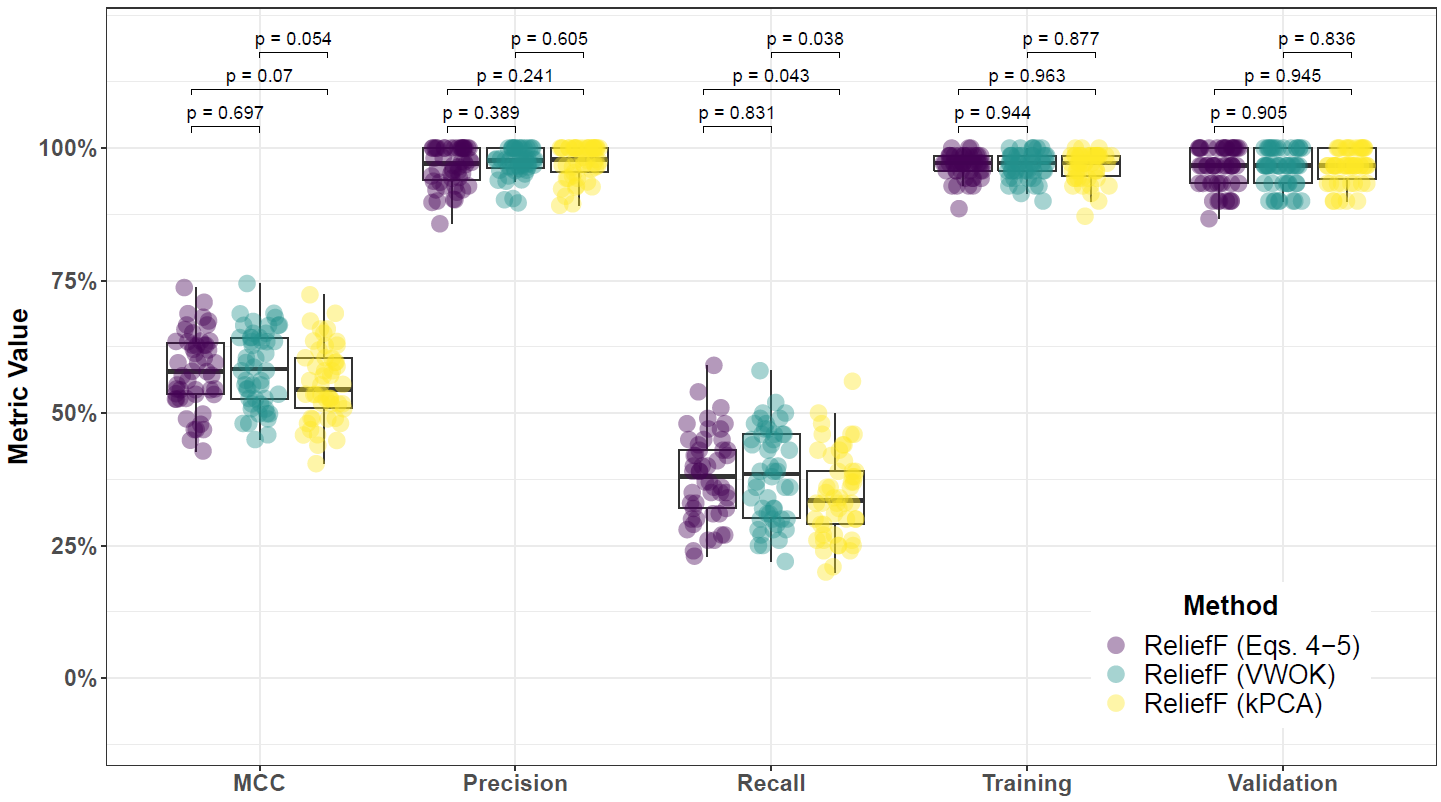 p = 0.054
p = 0.605
p = 0.038
p = 0.877
p = 0.836
p = 0.07
p = 0.241
p = 0.043
p = 0.963
p = 0.945
p = 0.697
p = 0.389
p = 0.831
p = 0.944
p = 0.905
Metric Value
100%
75%
50%
25%
0%
Method
ReliefF (Eqs. 4−5)
ReliefF (VWOK)
ReliefF (kPCA)
MCC
Precision
Recall
Training
Validation